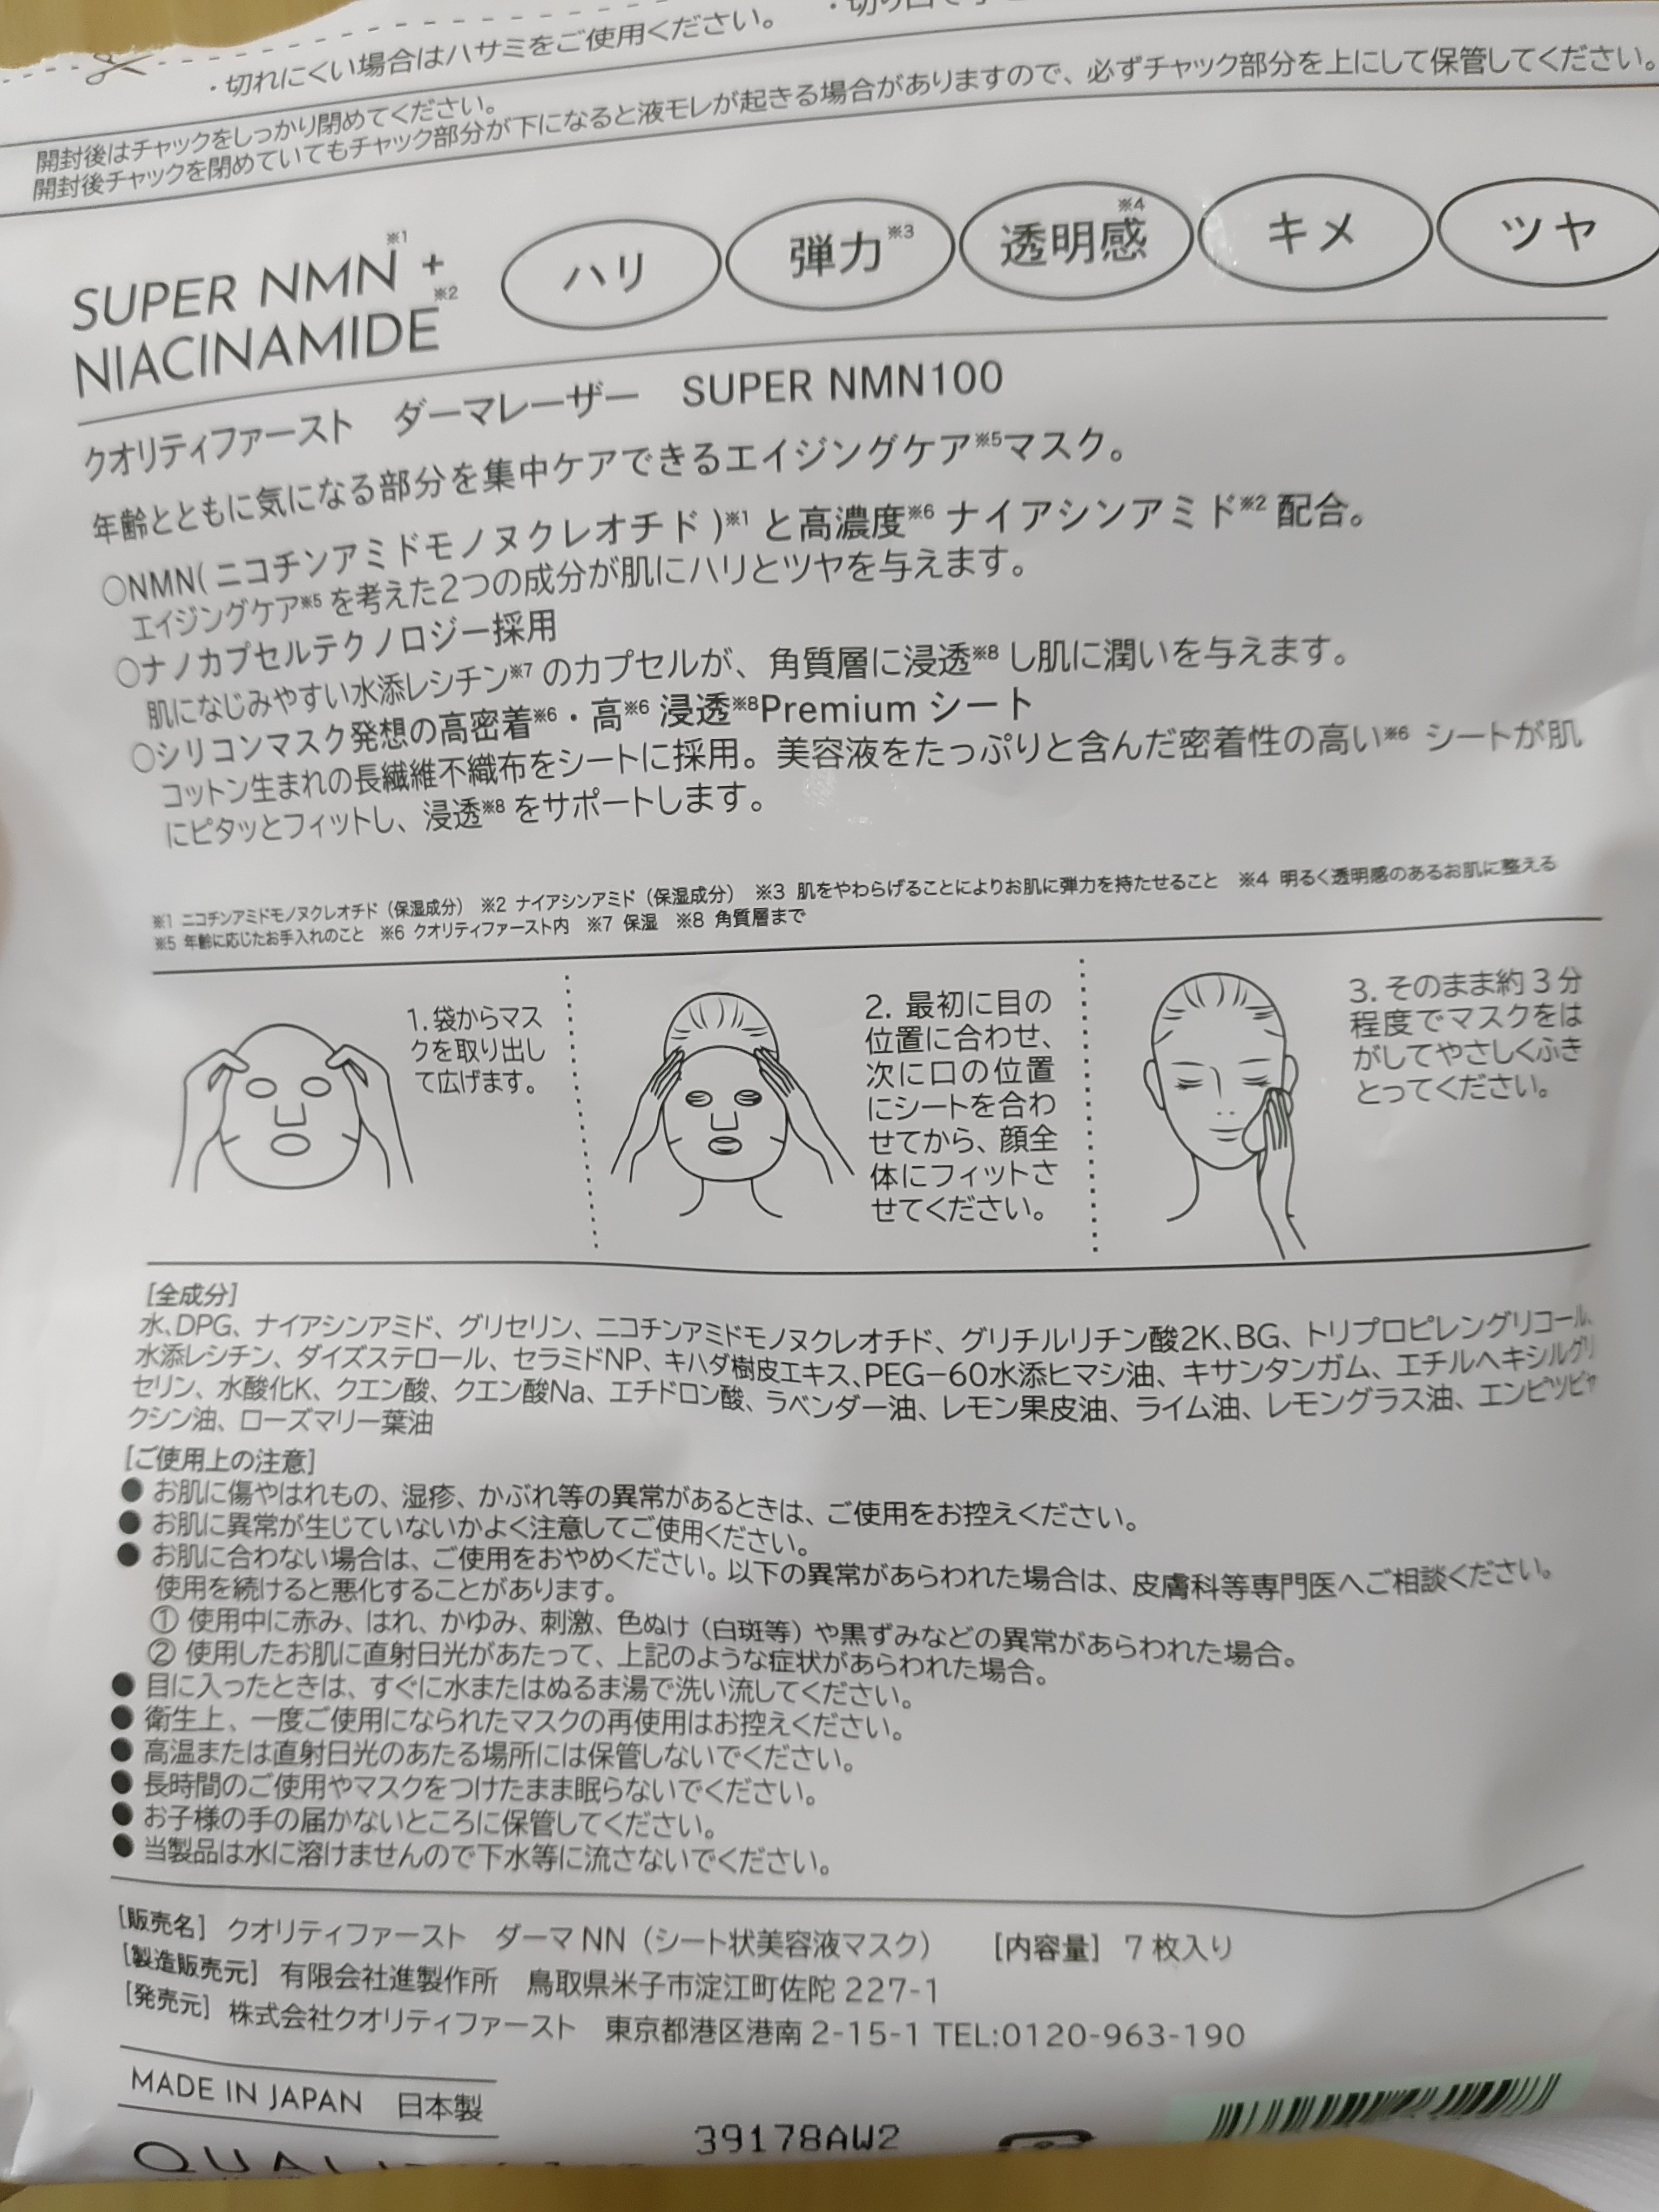 ・切れにくい場合はハサミをご使用ください。
開封後はチャックをしっかり閉めてください。
開封後チャックを閉めていてもチャック部分が下になると液モレが起きる場合がありますので、必ずチャック部分を上にして保管してください。
SUPER NMN※1 +
NIACINAMIDE※2
ハリ 弾力※3 透明感※4 キメ ツヤ
クオリティファースト ダーマレーザー SUPER NMN100
年齢とともに気になる部分を集中ケアできるエイジングケア※5マスク。
○NMN(ニコチンアミドモノヌクレオチド)※1 と高濃度※6 ナイアシンアミド※2 配合。
エイジングケア※5 を考えた2つの成分が肌にハリとツヤを与えます。
○ナノカプセルテクノロジー採用
肌になじみやすい水添レシチン※7 のカプセルが、角質層に浸透※8 し肌に潤いを与えます。
○シリコンマスク発想の高密着※6・高※6 浸透※8Premium シート
コットン生まれの長繊維不織布をシートに採用。美容液をたっぷりと含んだ密着性の高い※6 シートが肌
にピタッとフィットし、浸透※8 をサポートします。
※1 ニコチンアミドモノヌクレオチド（保湿成分） ※2 ナイアシンアミド（保湿成分） ※3 肌をやわらげることによりお肌に弾力を持たせること ※4 明るく透明感のあるお肌に整える
※5 年齢に応じたお手入れのこと ※6 クオリティファースト内 ※7 保湿 ※8 角質層まで
1. 袋からマス
クを取り出し
て広げます。
2. 最初に目の
位置に合わせ、
次に口の位置
にシートを合わ
せてから、顔全
体にフィットさ
せてください。
3. そのまま約3分
程度でマスクをは
がしてやさしくふき
とってください。
[全成分]
水、DPG、ナイアシンアミド、グリセリン、ニコチンアミドモノヌクレオチド、グリチルリチン酸2K、BG、トリプロピレングリコール、
水添レシチン、ダイズステロール、セラミドNP、キハダ樹皮エキス、PEG-60水添ヒマシ油、キサンタンガム、エチルヘキシルグリ
セリン、水酸化K、クエン酸、クエン酸Na、エチドロン酸、ラベンダー油、レモン果皮油、ライム油、レモングラス油、エンピツビャ
クシン油、ローズマリー葉油
[ご使用上の注意]
● お肌に傷やはれもの、湿疹、かぶれ等の異常があるときは、ご使用をお控えください。
● お肌に異常が生じていないかよく注意してご使用ください。
● お肌に合わない場合は、ご使用をおやめください。以下の異常があらわれた場合は、皮膚科等専門医へご相談ください。
使用を続けると悪化することがあります。
① 使用中に赤み、はれ、かゆみ、刺激、色ぬけ（白斑等）や黒ずみなどの異常があらわれた場合。
② 使用したお肌に直射日光があたって、上記のような症状があらわれた場合。
● 目に入ったときは、すぐに水またはぬるま湯で洗い流してください。
● 衛生上、一度ご使用になられたマスクの再使用はお控えください。
● 高温または直射日光のあたる場所には保管しないでください。
● 長時間のご使用やマスクをつけたまま眠らないでください。
● お子様の手の届かないところに保管してください。
● 当製品は水に溶けませんので下水等に流さないでください。
[販売名] クオリティファースト ダーマ NN（シート状美容液マスク） [内容量] 7 枚入り
[製造販売元] 有限会社進製作所 鳥取県米子市淀江町佐陀 227-1
[発売元] 株式会社クオリティファースト 東京都港区港南 2-15-1 TEL:0120-963-190
MADE IN JAPAN 日本製
39178AW2